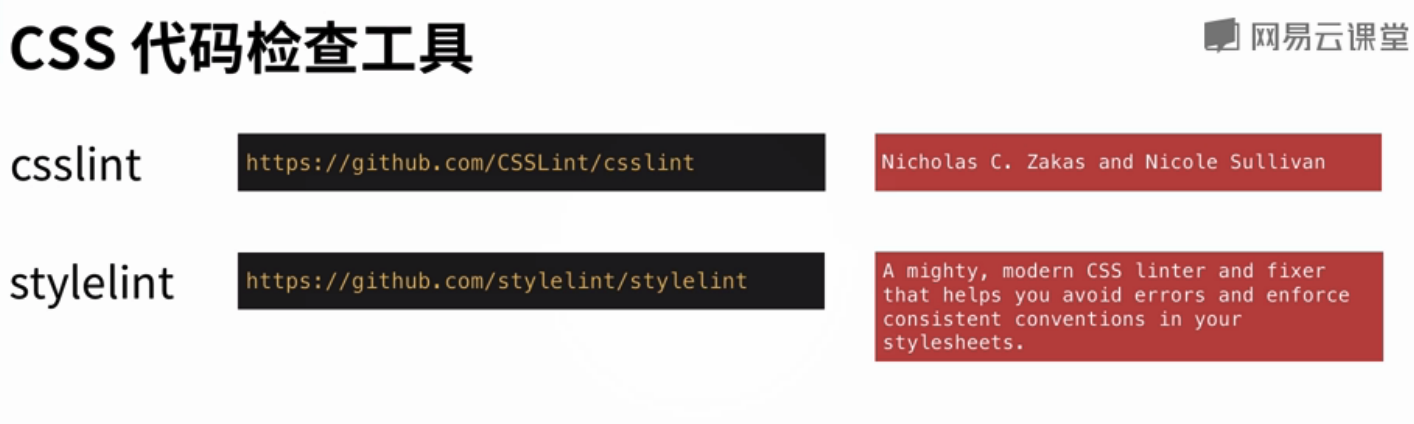 CSS 代码检查工具
网易云课堂
csslint
https://github.com/CSSLint/csslint
Nicholas C. Zakas and Nicole Sullivan
stylelint
https://github.com/stylelint/stylelint
A mighty, modern CSS linter and fixer
that helps you avoid errors and enforce
consistent conventions in your
stylesheets.